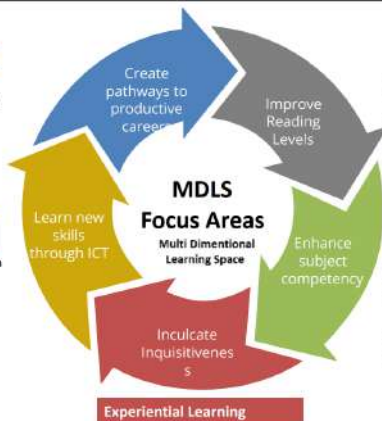 Create
pathways to
productive
career
Improve
Reading
Levels
MDLS
Focus Areas
Multi Dimentional
Learning Space
Learn new
skills
through ICT
Enhance
subject
competency
Inculcate
Inquisitivenes
s
Experiential Learning